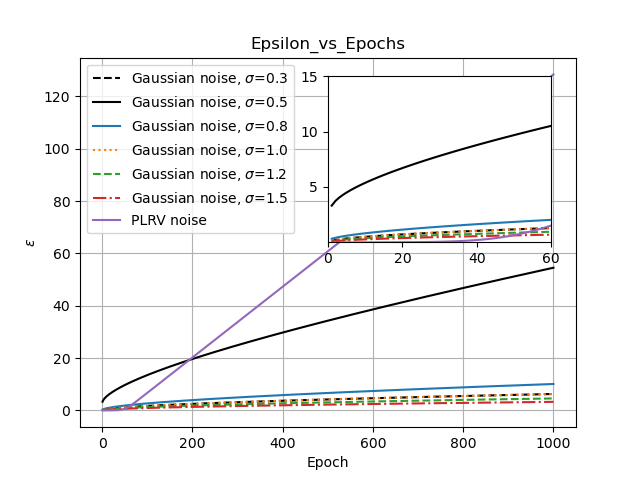 Epsilon_vs_Epochs
Gaussian noise, σ=0.3
Gaussian noise, σ=0.5
Gaussian noise, σ=0.8
Gaussian noise, σ=1.0
Gaussian noise, σ=1.2
Gaussian noise, σ=1.5
PLRV noise
15
10
5
0 20 40 60
120
100
80
60
40
20
0
ε
0 200 400 600 800 1000
Epoch